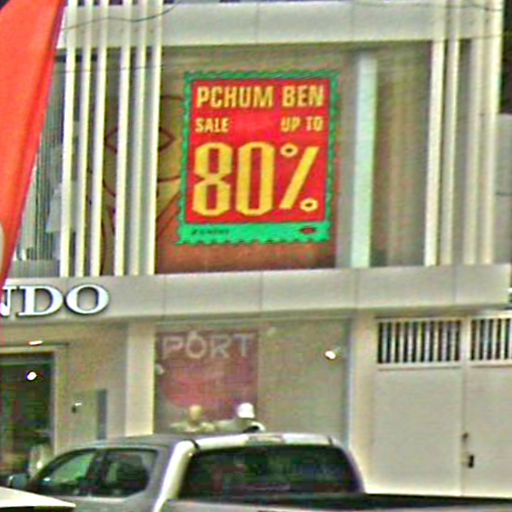 PCHUM BEN
SALE UP TO
80%
NDO
PORT